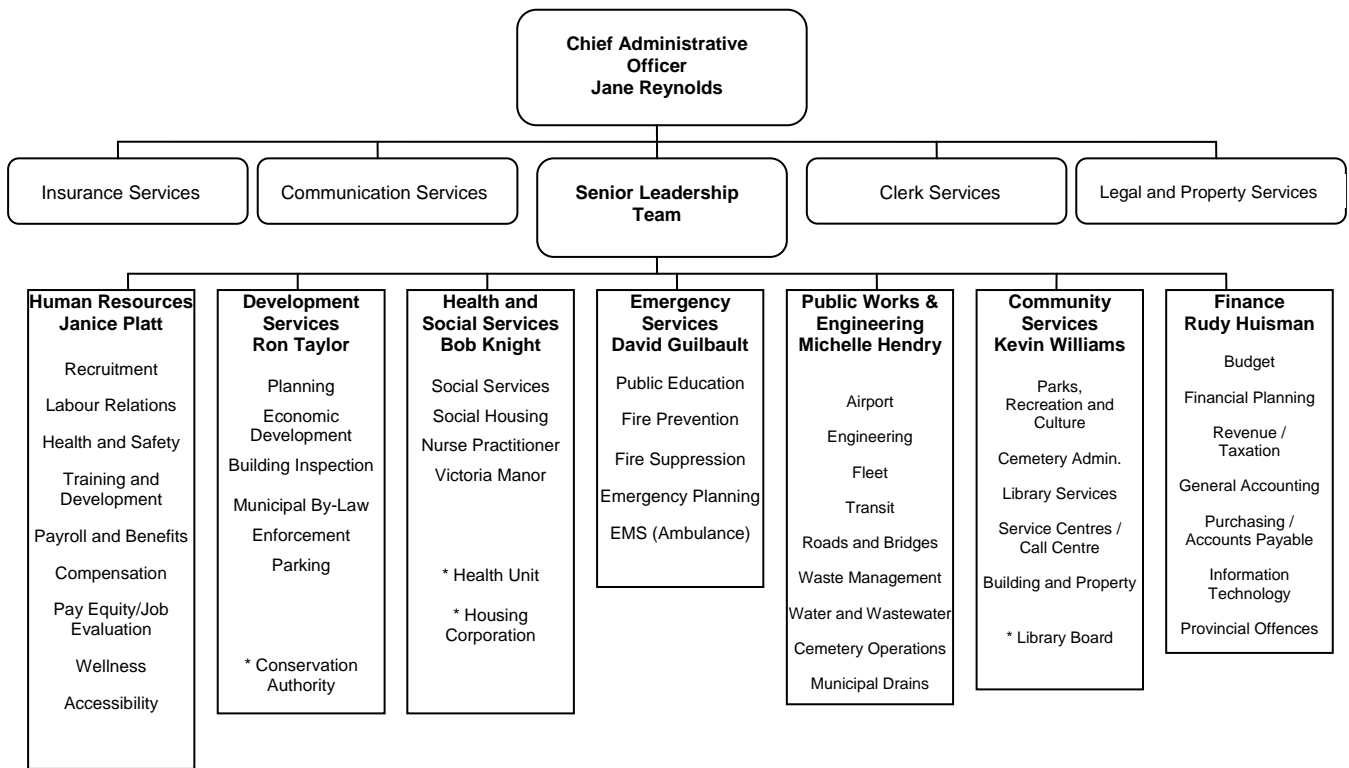 Chief Administrative
Officer
Jane Reynolds
Insurance Services
Communication Services
Senior Leadership
Team
Clerk Services
Legal and Property Services
Human Resources
Janice Platt
Recruitment
Labour Relations
Health and Safety
Training and
Development
Payroll and Benefits
Compensation
Pay Equity/Job
Evaluation
Wellness
Accessibility
Development
Services
Ron Taylor
Planning
Economic
Development
Building Inspection
Municipal By-Law
Enforcement
Parking
* Conservation
Authority
Health and
Social Services
Bob Knight
Social Services
Social Housing
Nurse Practitioner
Victoria Manor
* Health Unit
* Housing
Corporation
Emergency
Services
David Guilbault
Public Education
Fire Prevention
Fire Suppression
Emergency Planning
EMS (Ambulance)
Public Works &
Engineering
Michelle Hendry
Airport
Engineering
Fleet
Transit
Roads and Bridges
Waste Management
Water and Wastewater
Cemetery Operations
Municipal Drains
Community
Services
Kevin Williams
Parks,
Recreation and
Culture
Cemetery Admin.
Library Services
Service Centres /
Call Centre
Building and Property
* Library Board
Finance
Rudy Huisman
Budget
Financial Planning
Revenue /
Taxation
General Accounting
Purchasing /
Accounts Payable
Information
Technology
Provincial Offences